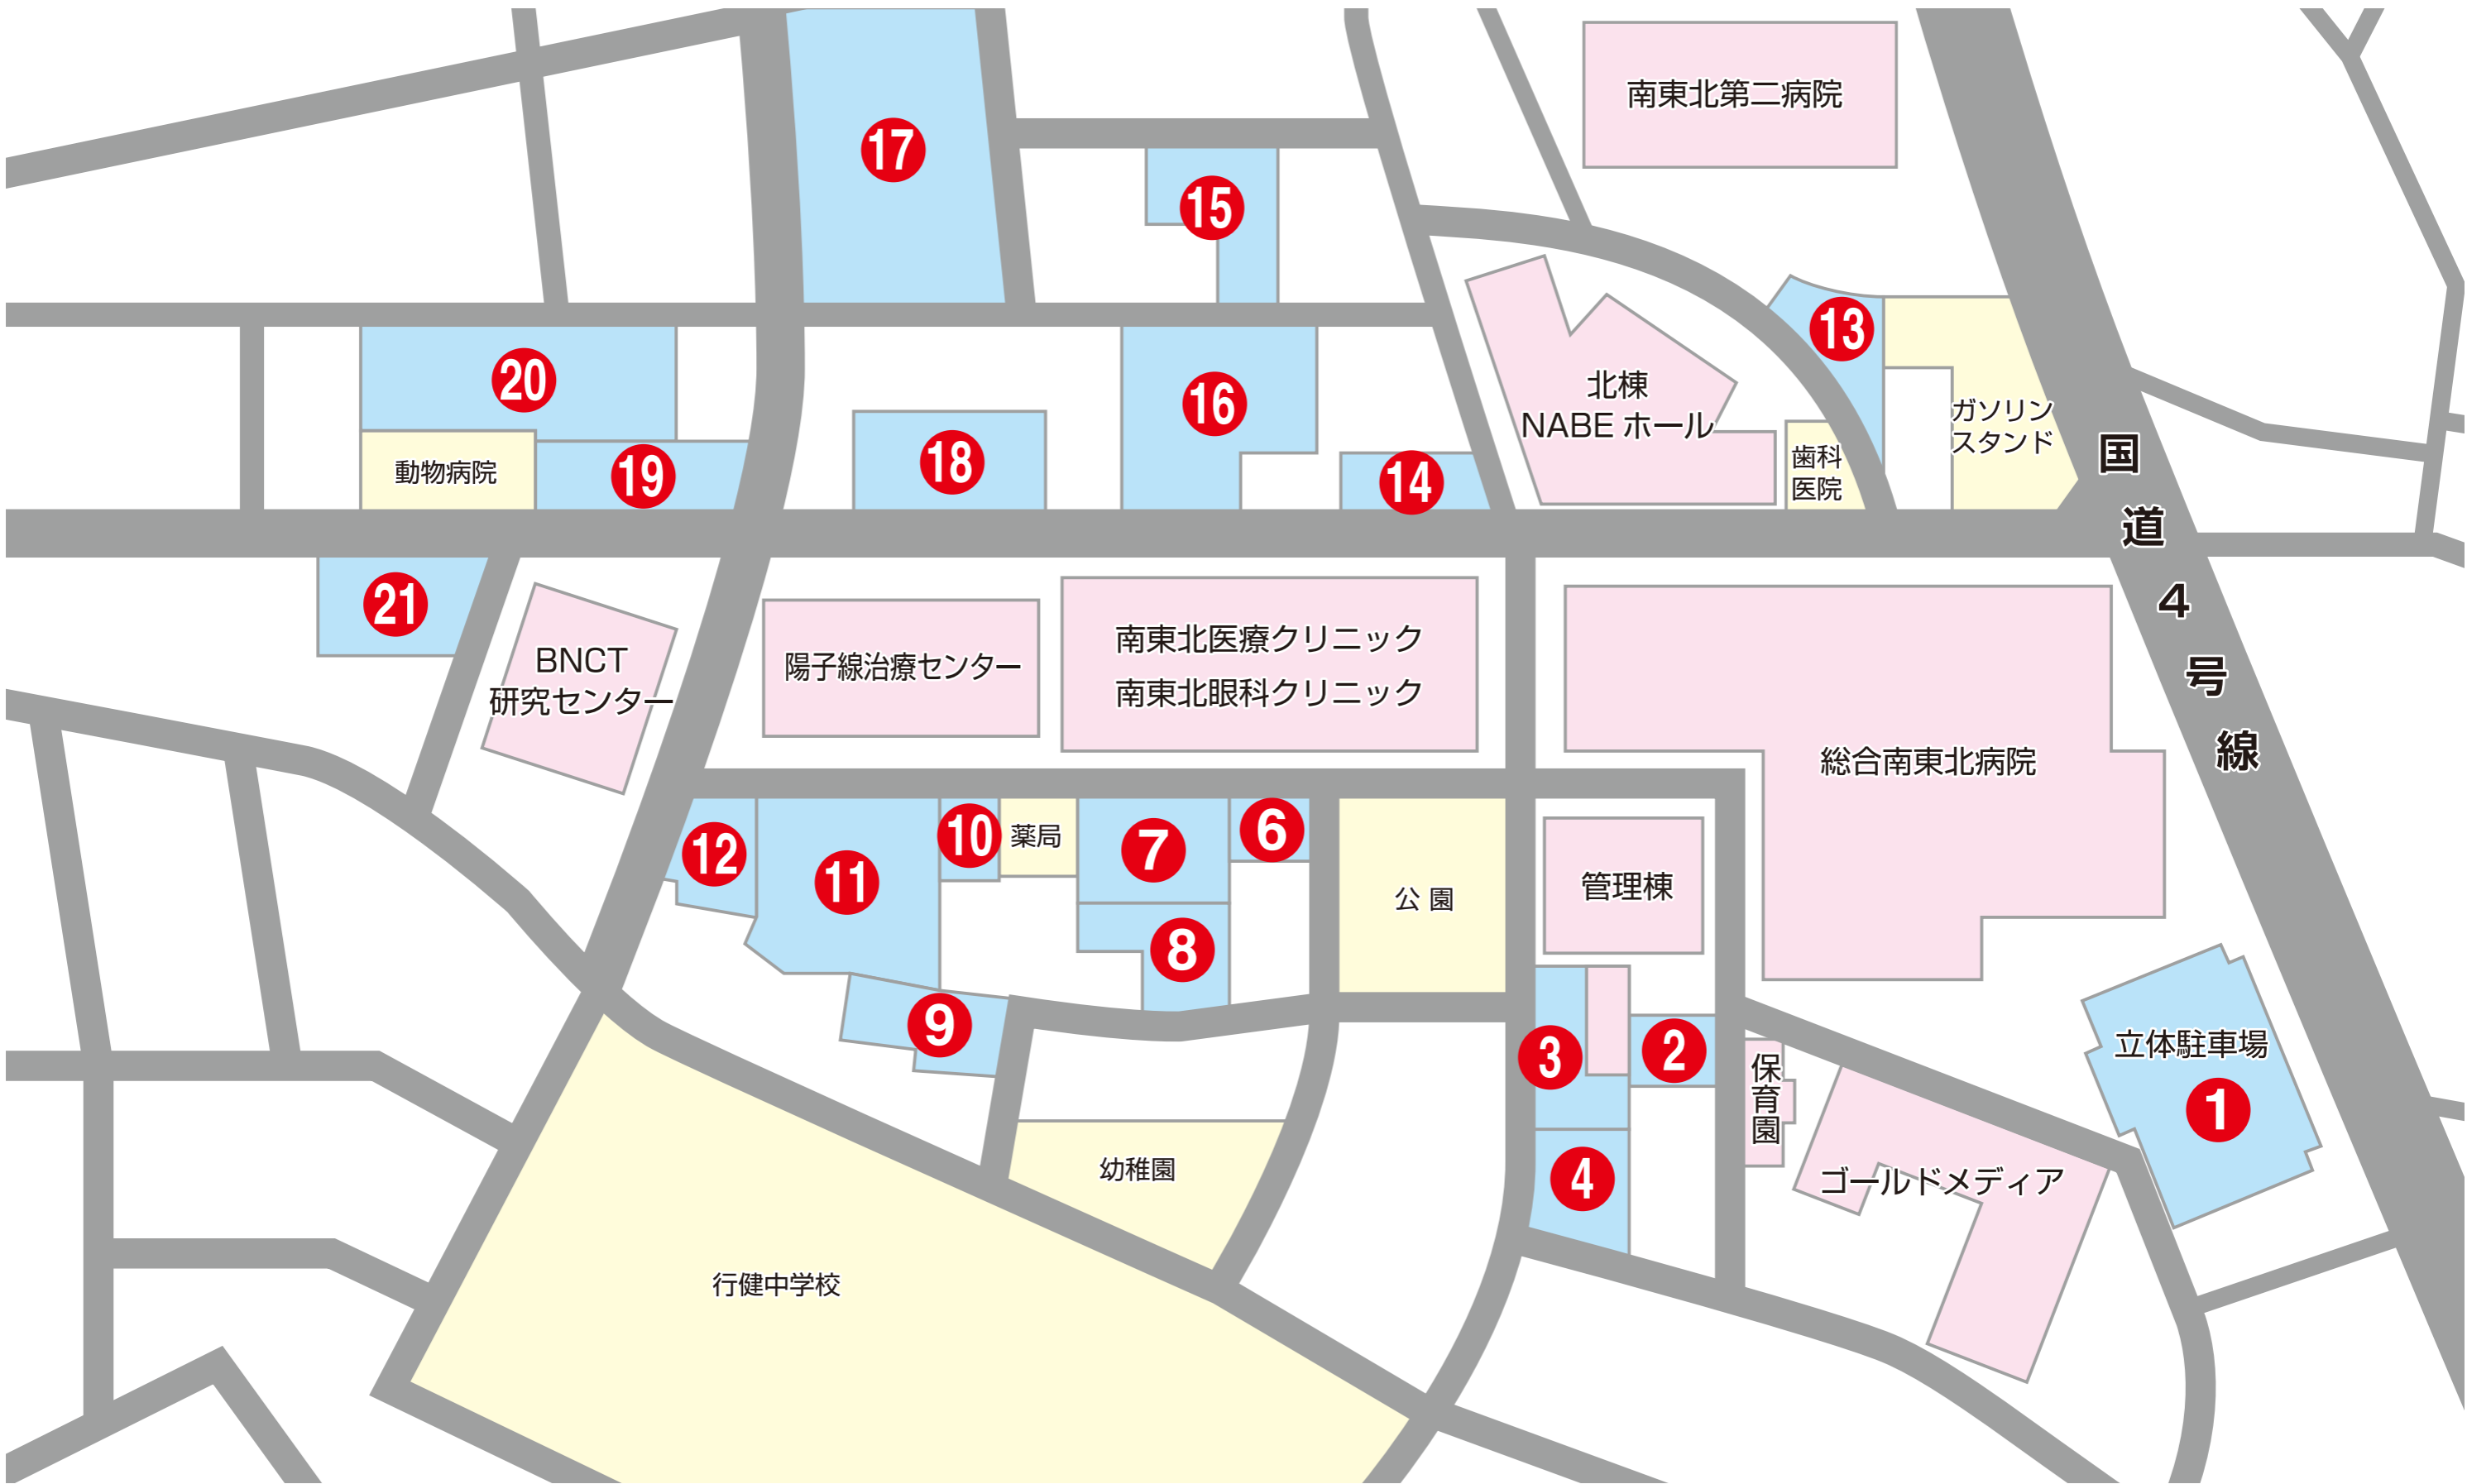 南東北第二病院
17
15
13
北棟
NABE ホール
ガソリン
スタンド
歯科
医院
国道4号線
20
16
18
19
14
動物病院
21
BNCT
研究センター
陽子線治療センター
南東北医療クリニック
南東北眼科クリニック
総合南東北病院
12
11
10
薬局
7
6
8
9
公園
管理棟
3
2
4
保育園
立体駐車場
1
ゴールドメディア
幼稚園
行健中学校